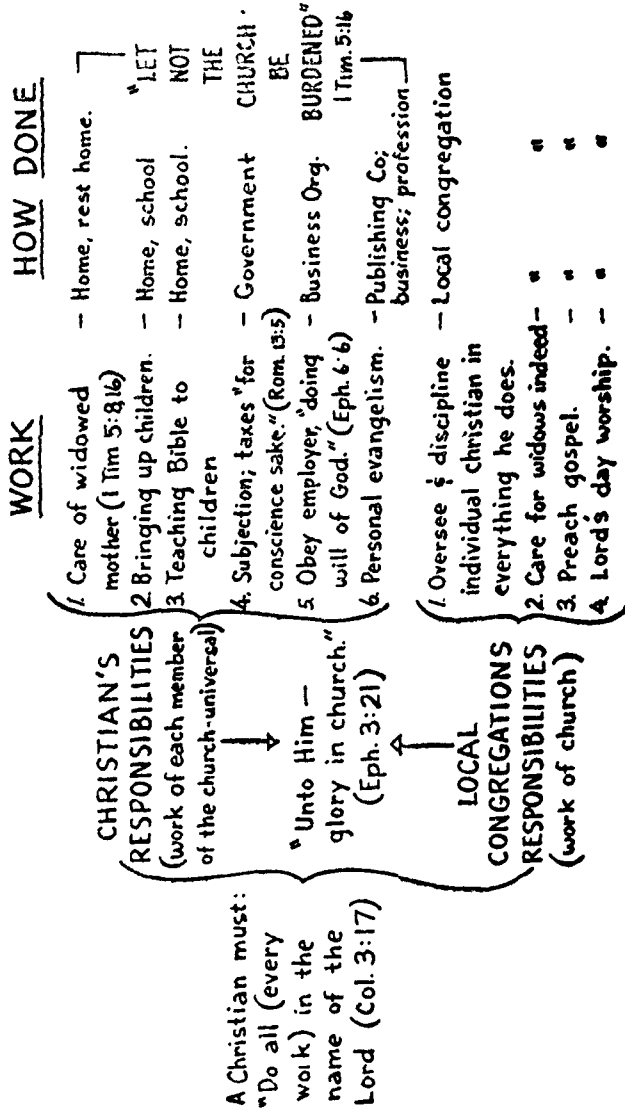 WORK
HOW DONE
A Christian must:
"Do all (every
work) in the
name of the
Lord (Col. 3:17)
CHRISTIAN'S
RESPONSIBILITIES
(work of each member
of the church-universal)
"Unto Him —
glory in church."
(Eph. 3:21)
LOCAL
CONGREGATIONS
RESPONSIBILITIES
(work of church)
1. Care of widowed – Home, rest home.
mother (1 Tim 5:8,16)
2. Bringing up children. – Home, school
3. Teaching Bible to – Home, school.
children
4. Subjection; taxes "for – Government
conscience sake." (Rom. 13:5)
5. Obey employer, "doing – Business Org.
will of God." (Eph. 6:6)
6. Personal evangelism. – Publishing Co;
business; profession
"LET
NOT
THE
CHURCH
BE
BURDENED"
1 Tim. 5:16
1. Oversee & discipline – Local congregation
individual christian in
everything he does.
2. Care for widows indeed – " "
3. Preach gospel. – " "
4. Lord's day worship. – " "